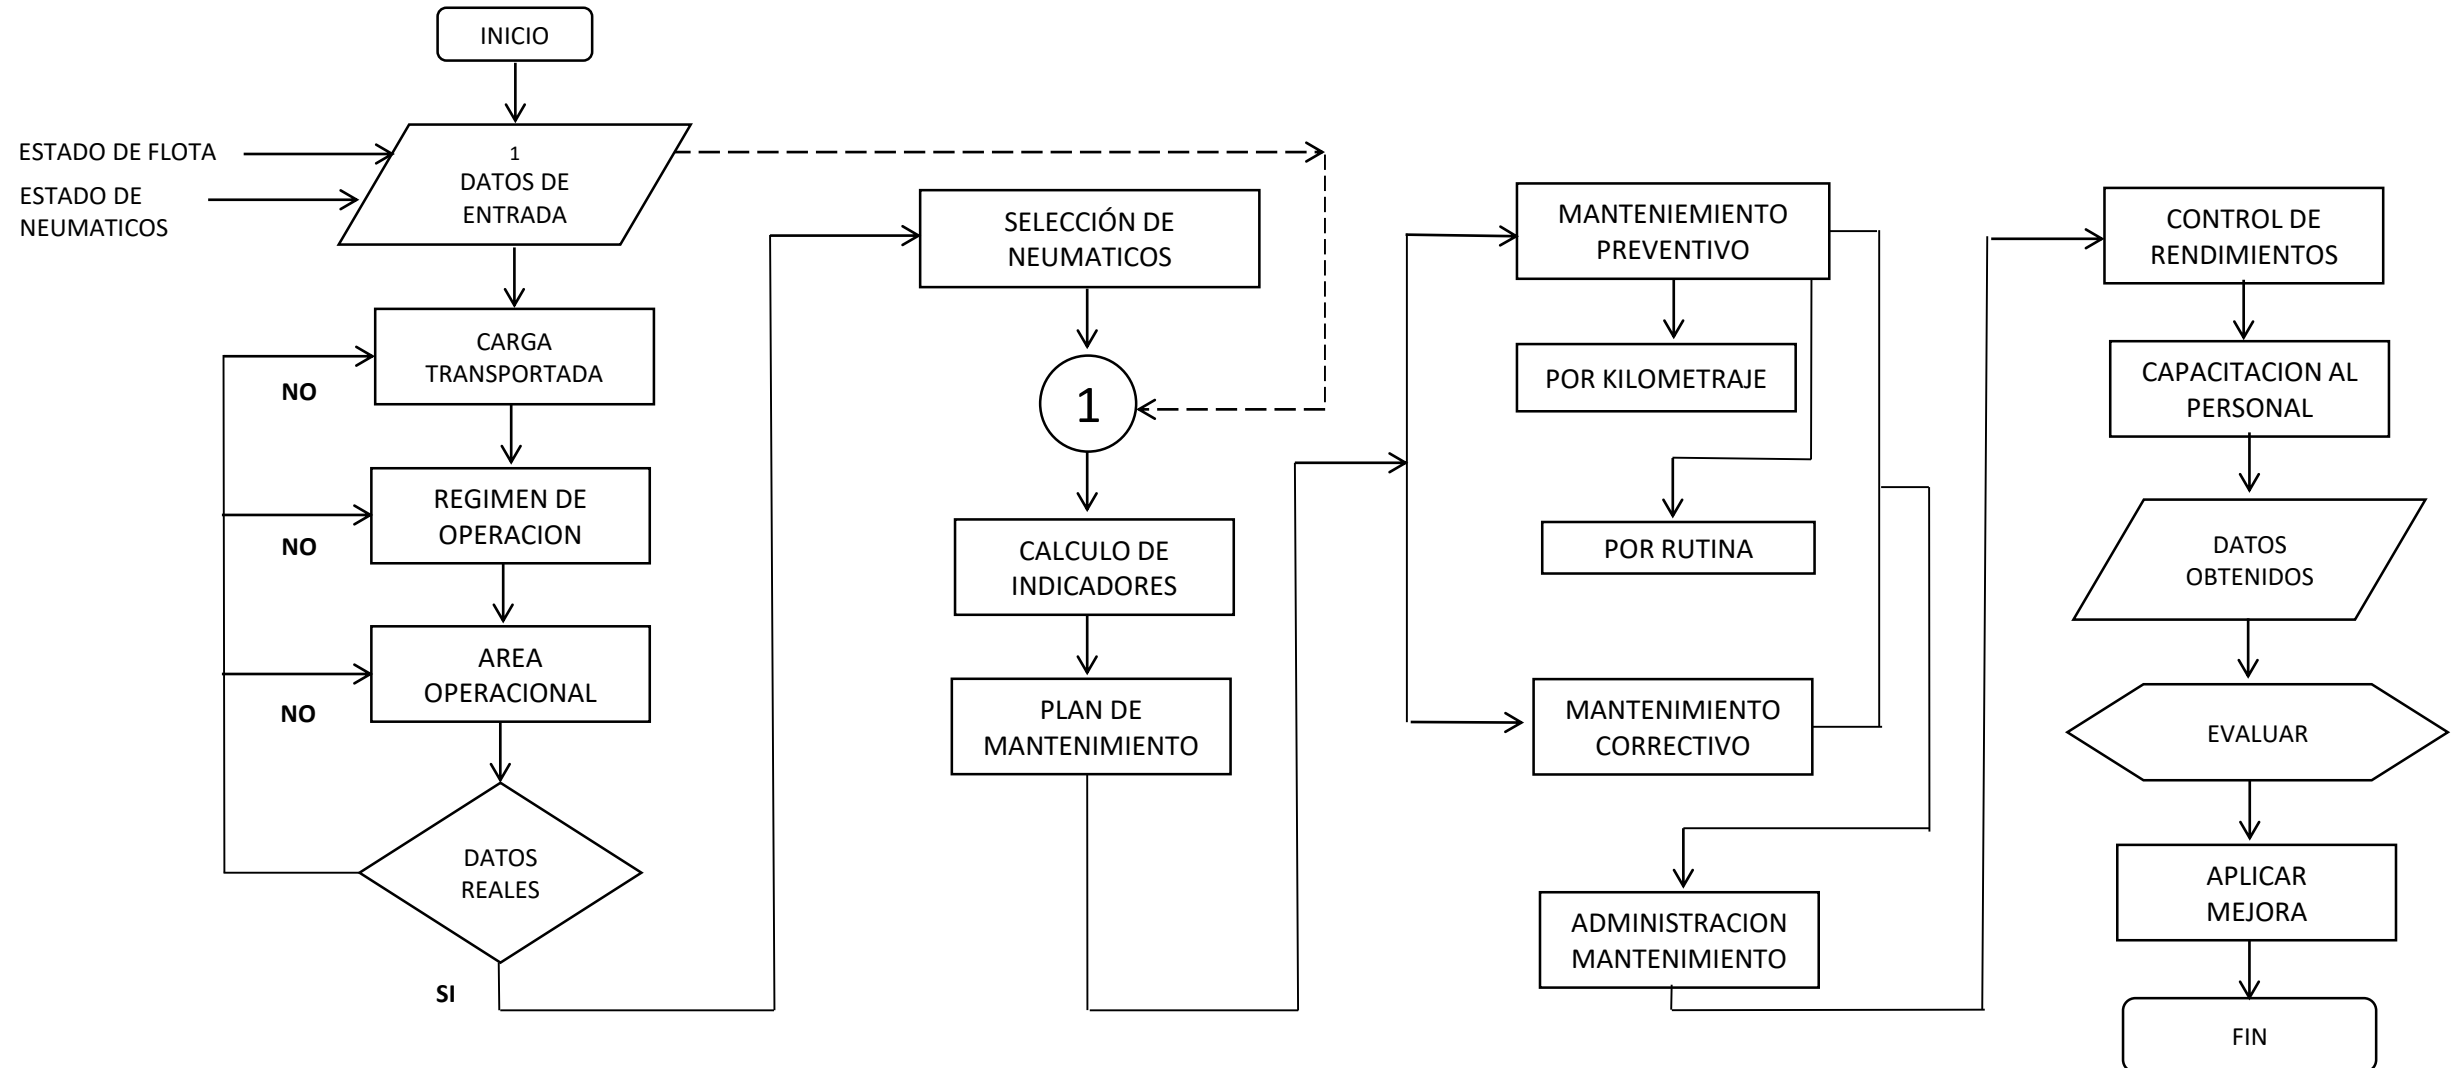 INICIO
ESTADO DE FLOTA
ESTADO DE
NEUMATICOS
1
DATOS DE
ENTRADA
CARGA
TRANSPORTADA
NO
REGIMEN DE
OPERACION
NO
AREA
OPERACIONAL
NO
DATOS
REALES
SI
SELECCIÓN DE
NEUMATICOS
1
CALCULO DE
INDICADORES
PLAN DE
MANTENIMIENTO
MANTENIEMIENTO
PREVENTIVO
POR KILOMETRAJE
POR RUTINA
MANTENIMIENTO
CORRECTIVO
ADMINISTRACION
MANTENIMIENTO
CONTROL DE
RENDIMIENTOS
CAPACITACION AL
PERSONAL
DATOS
OBTENIDOS
EVALUAR
APLICAR
MEJORA
FIN